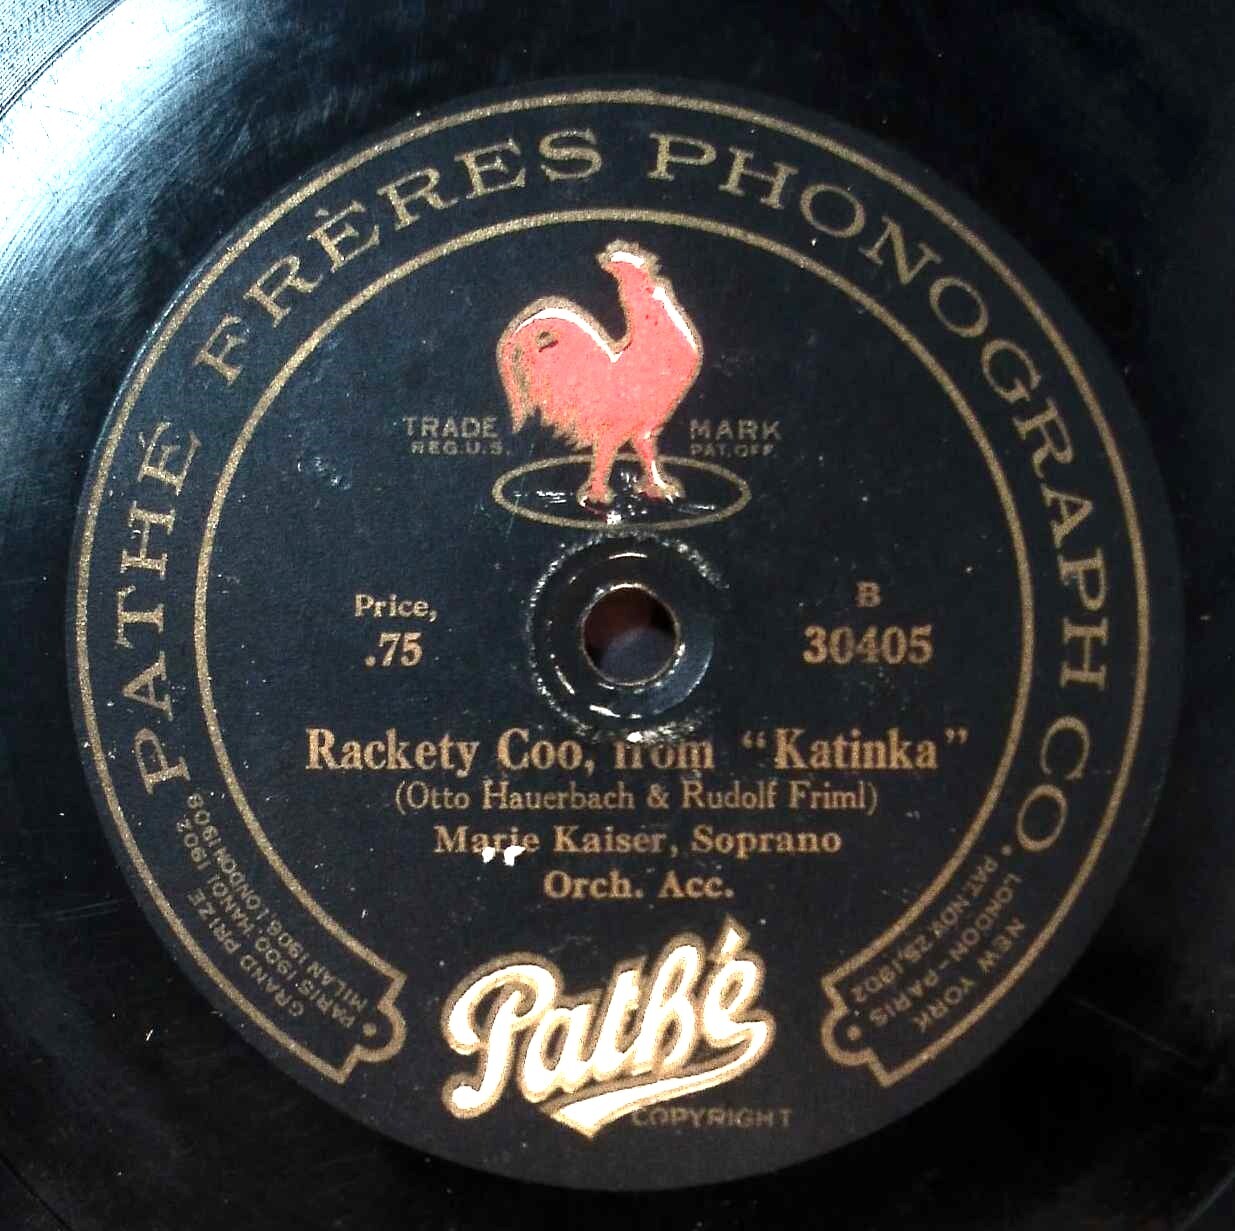 PATHÉ FRÈRES PHONOGRAPH CO.
NEW YORK
LONDON-PARIS
PAT. NOV. 25, 1902
GRAND PRIZE
PARIS 1900, HANOI 1902
MILAN 1906, LONDON 1909
TRADE MARK
REG. U.S. PAT. OFF.
Price, B
.75 30405
Rackety Coo, from "Katinka"
(Otto Hauerbach & Rudolf Friml)
Marie Kaiser, Soprano
Orch. Acc.
Pathé
COPYRIGHT